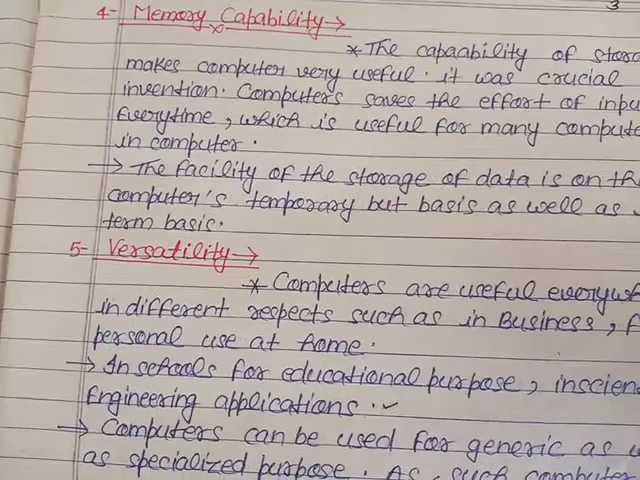 3
4- Memory Capability →
* The capaability of stora
makes computer very useful. it was crucial
invention. Computers saves the effort of inpu
Everytime, which is useful for many compute
in computer.
→ The facility of the storage of data is on th
computer's temporary but basis as well as
term basis.
5- Versatility →
* Computers are useful everywh
in different respects such as in Business, f
personal use at home.
→ In schools for educational purpose, inscien
Engineering applications.
→ Computers can be used for generic as w
as specialized purpose. As, such computer